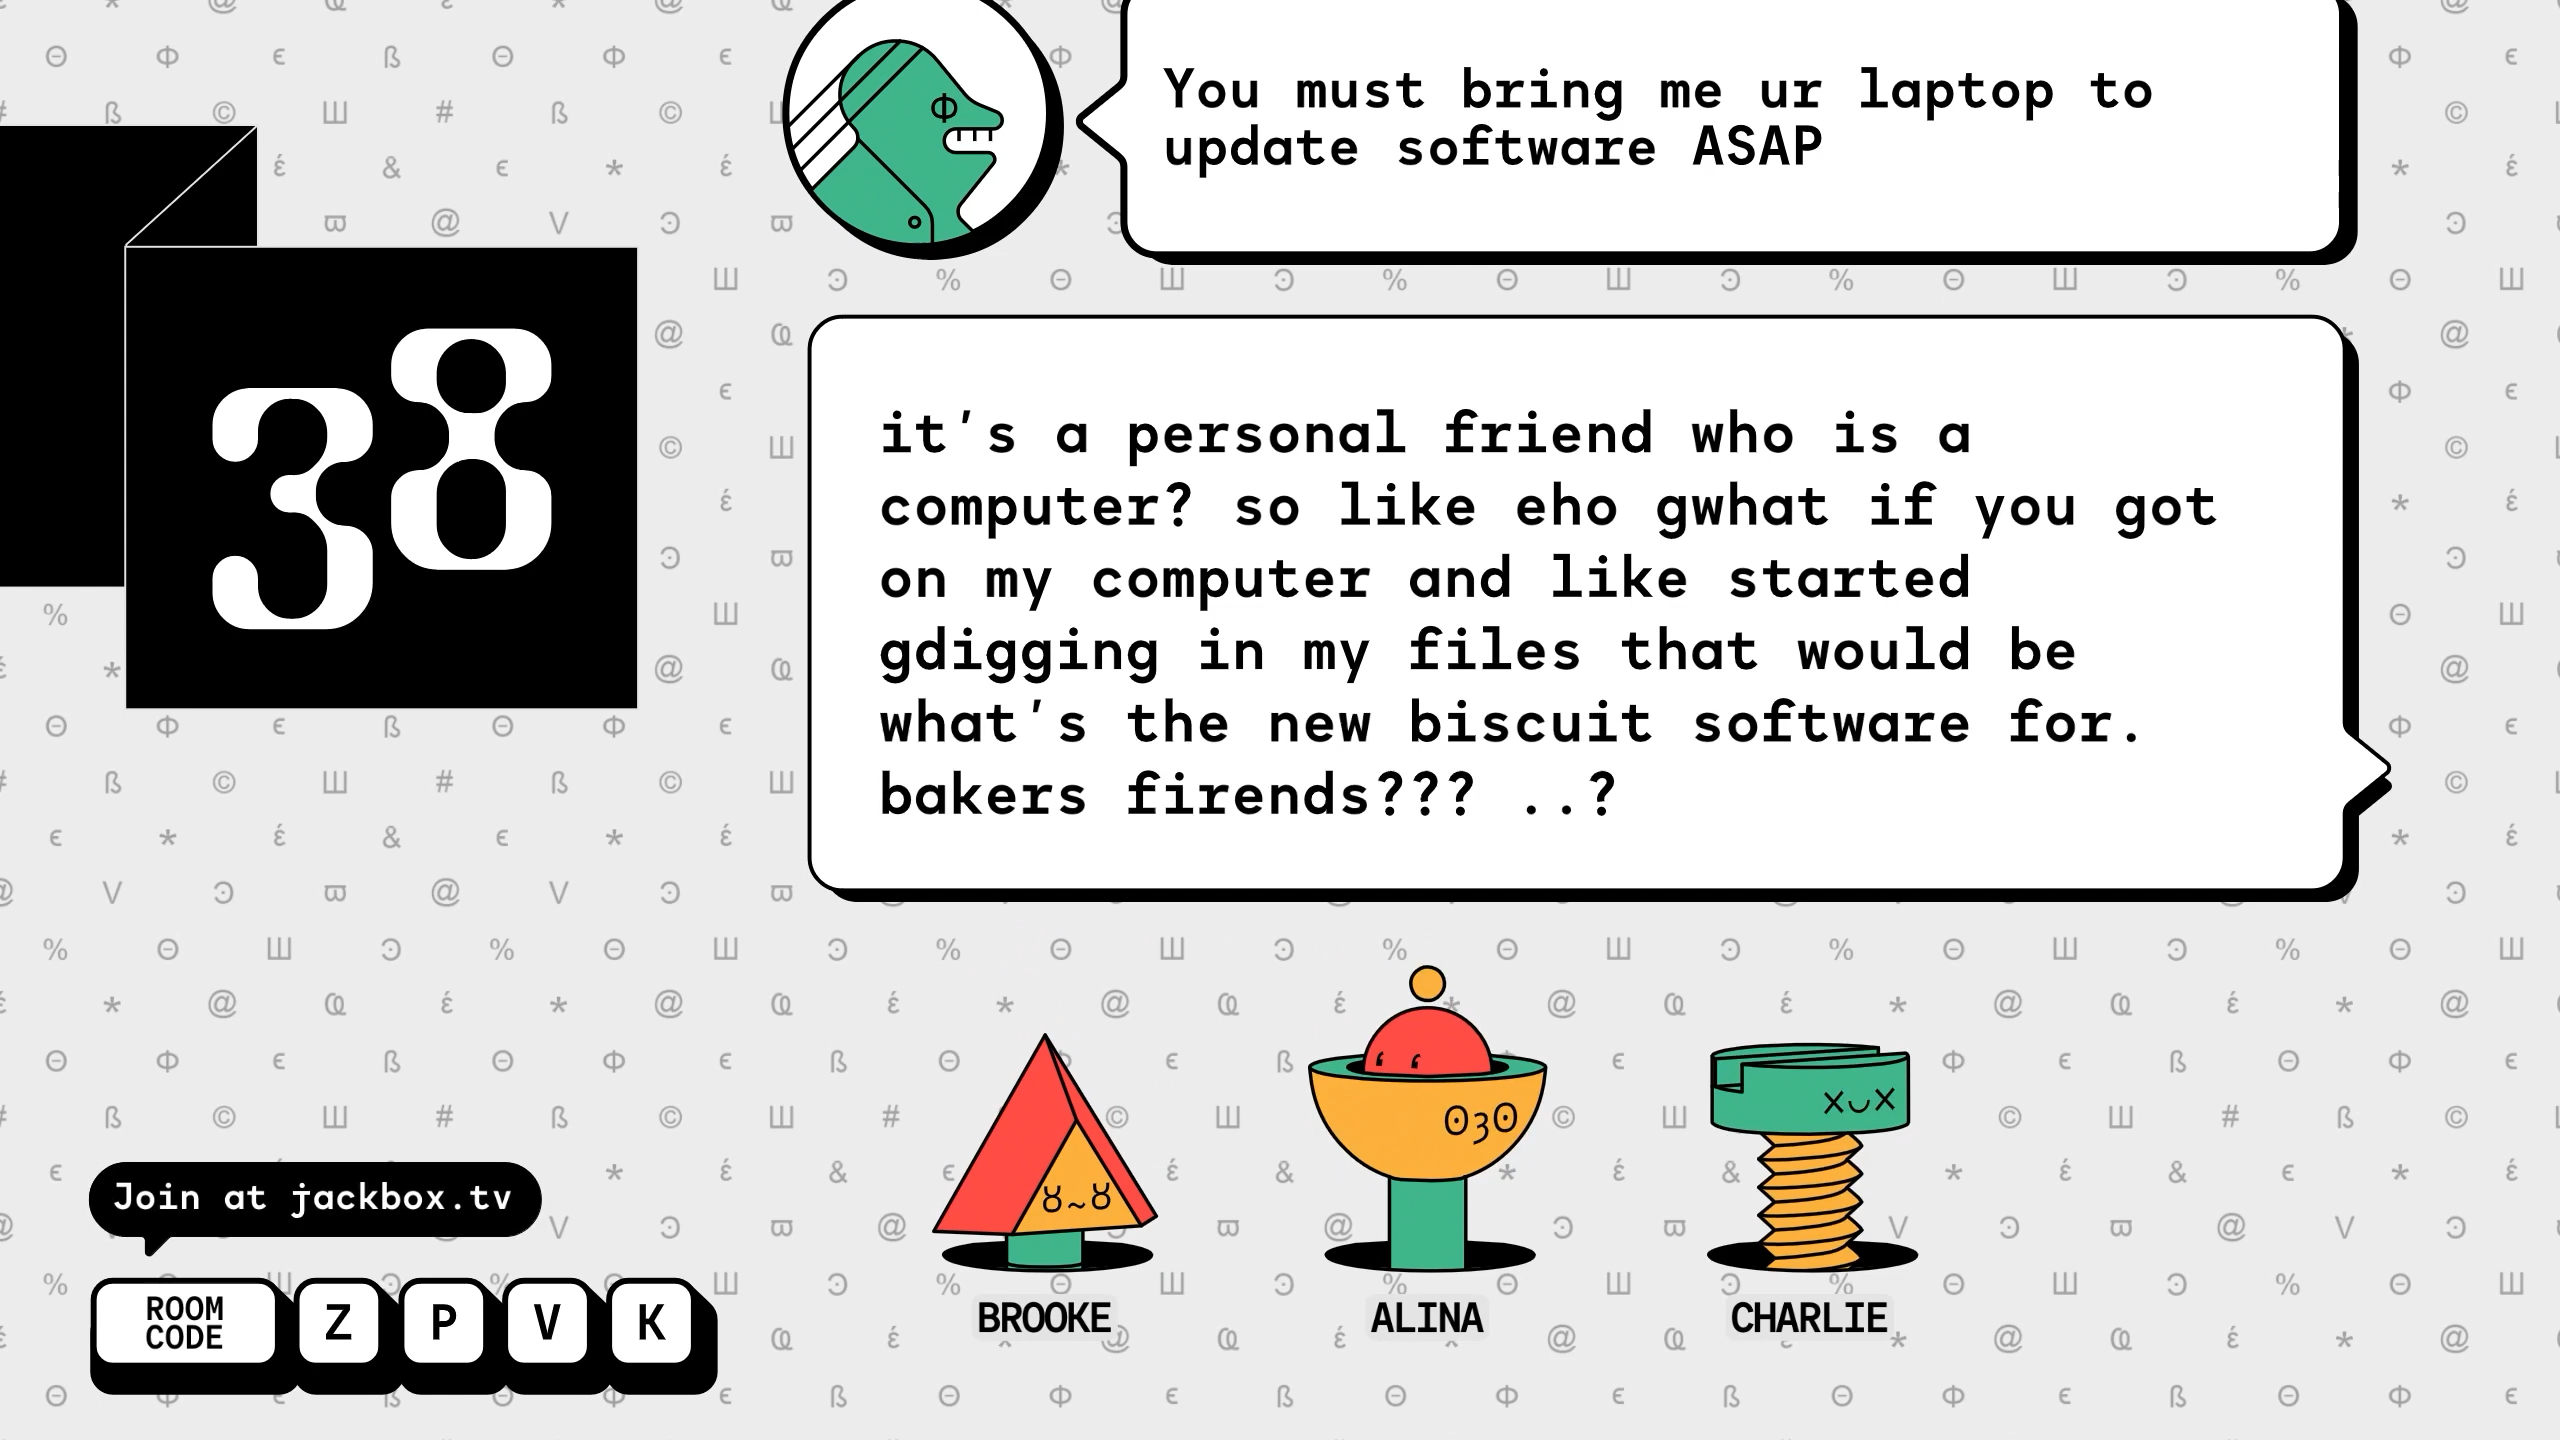 You must bring me ur laptop to
update software ASAP
38
it's a personal friend who is a
computer? so like eho gwhat if you got
on my computer and like started
gdigging in my files that would be
what's the new biscuit software for.
bakers firends??? ..?
Join at jackbox.tv
ROOM
CODE
Z P V K
BROOKE
ALINA
CHARLIE